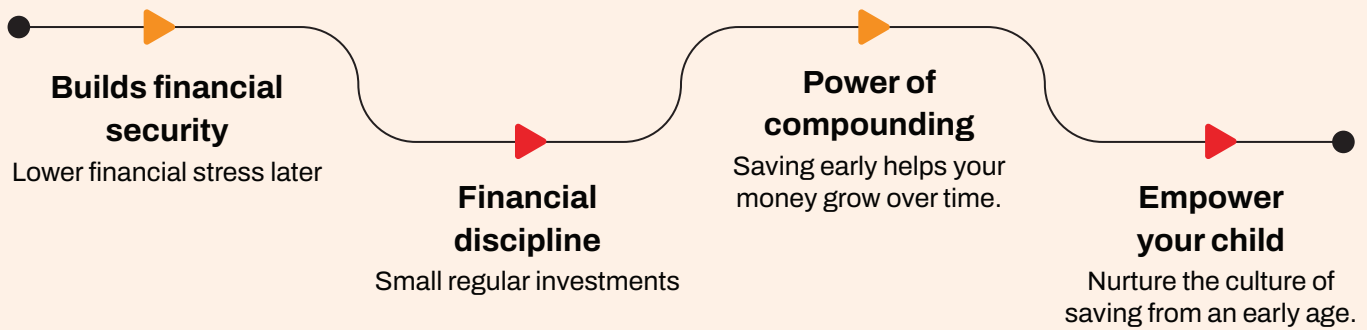 Builds financial
security
Lower financial stress later
Financial
discipline
Small regular investments
Power of
compounding
Saving early helps your
money grow over time.
Empower
your child
Nurture the culture of
saving from an early age.